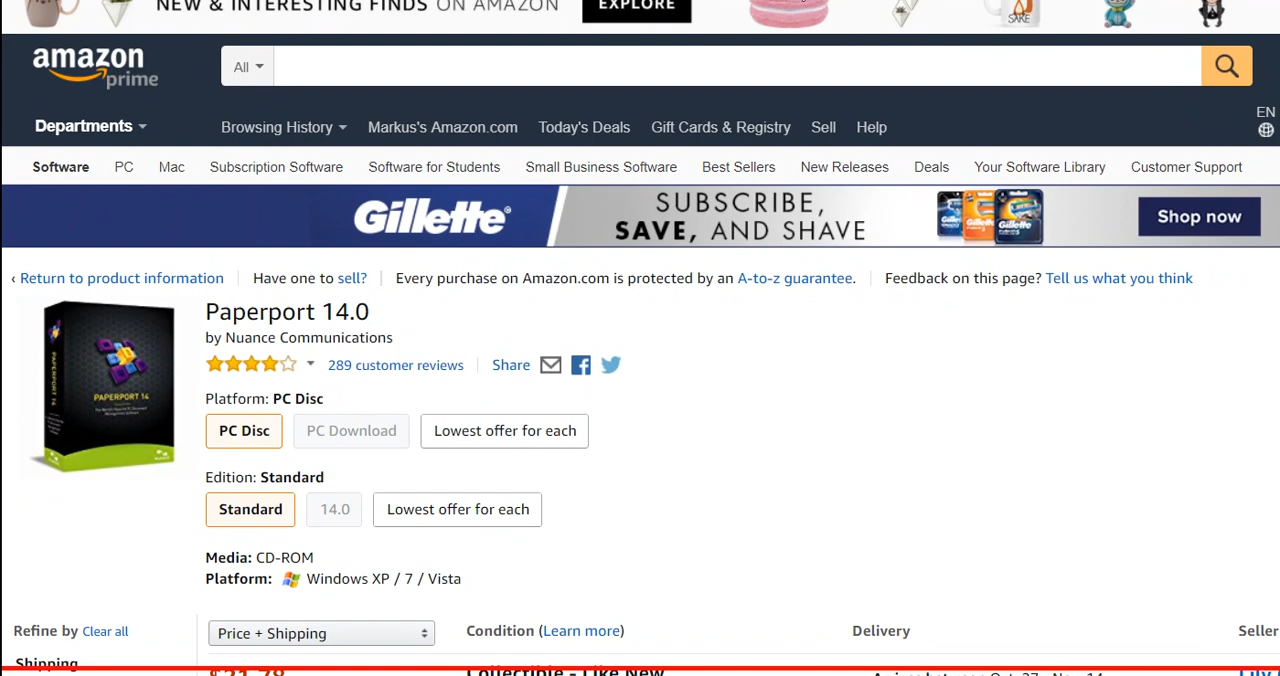 NEW & INTERESTING FINDS ON AMAZON EXPLORE
SARE
amazon
prime
All
Departments Browsing History Markus's Amazon.com Today's Deals Gift Cards & Registry Sell Help
EN
Software PC Mac Subscription Software Software for Students Small Business Software Best Sellers New Releases Deals Your Software Library Customer Support
Gillette® SUBSCRIBE, SAVE, AND SHAVE Shop now
‹ Return to product information Have one to sell? Every purchase on Amazon.com is protected by an A-to-z guarantee. Feedback on this page? Tell us what you think
Paperport 14.0
by Nuance Communications
289 customer reviews Share
PAPERPORT 14
Platform: PC Disc
PC Disc PC Download Lowest offer for each
Edition: Standard
Standard 14.0 Lowest offer for each
Media: CD-ROM
Platform: Windows XP / 7 / Vista
Refine by Clear all Price + Shipping Condition (Learn more) Delivery Seller
Shipping
Collectible - Like New